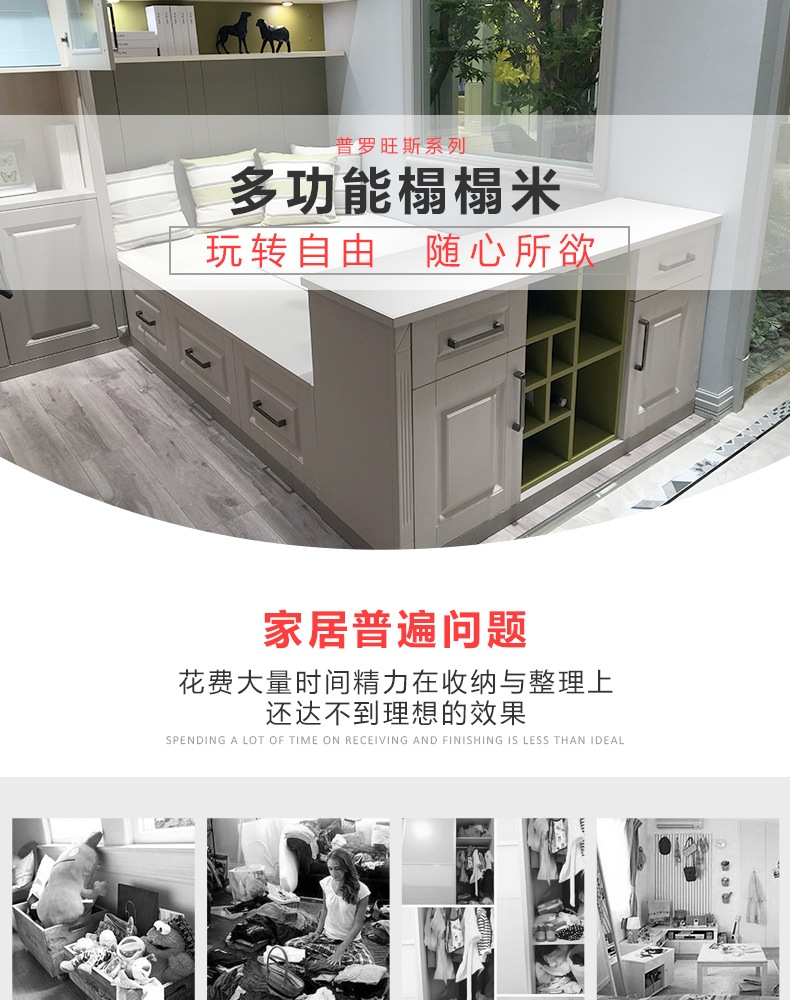 普罗旺斯系列
多功能榻榻米
玩转自由 随心所欲
家居普遍问题
花费大量时间精力在收纳与整理上
还达不到理想的效果
SPENDING A LOT OF TIME ON RECEIVING AND FINISHING IS LESS THAN IDEAL